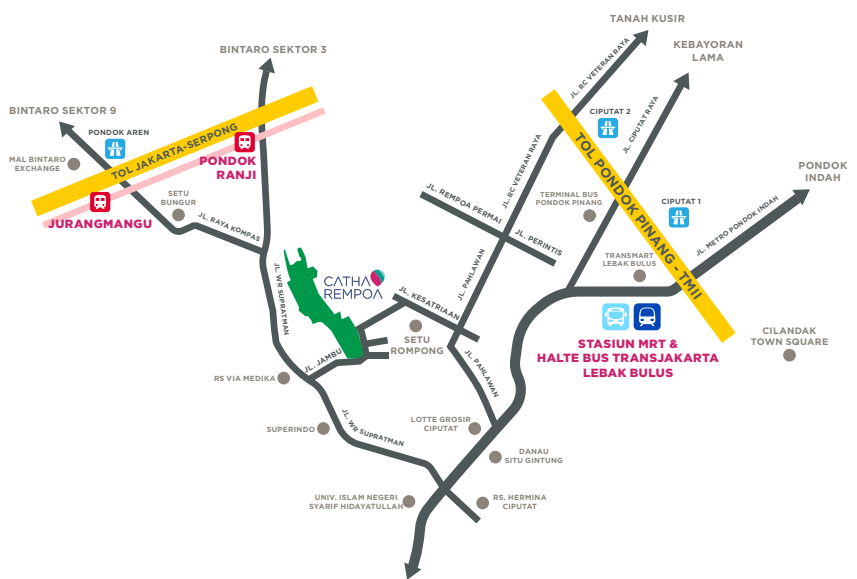 TANAH KUSIR
KEBAYORAN
LAMA
BINTARO SEKTOR 3
BINTARO SEKTOR 9
PONDOK AREN
MAL BINTARO
EXCHANGE
TOL JAKARTA-SERPONG
PONDOK
RANJI
JURANGMANGU
SETU
BUNGUR
JL. RAYA KOMPAS
JL. WR SUPRATMAN
CATHA
REMPOA
JL. KESATRIAAN
JL. JAMBU
SETU
ROMPONG
RS VIA MEDIKA
SUPERINDO
JL. WR SUPRATMAN
JL. RC VETERAN RAYA
JL. RC VETERAN RAYA
CIPUTAT 2
JL. CIPUTAT RAYA
TOL PONDOK PINANG - TMII
JL. REMPOA PERMAI
JL. PERINTIS
TERMINAL BUS
PONDOK PINANG
CIPUTAT 1
PONDOK
INDAH
JL. METRO PONDOK INDAH
TRANSMART
LEBAK BULUS
JL. PAHLAWAN
JL. PAHLAWAN
STASIUN MRT &
HALTE BUS TRANSJAKARTA
LEBAK BULUS
CILANDAK
TOWN SQUARE
LOTTE GROSIR
CIPUTAT
DANAU
SITU GINTUNG
UNIV. ISLAM NEGERI
SYARIF HIDAYATULLAH
RS. HERMINA
CIPUTAT